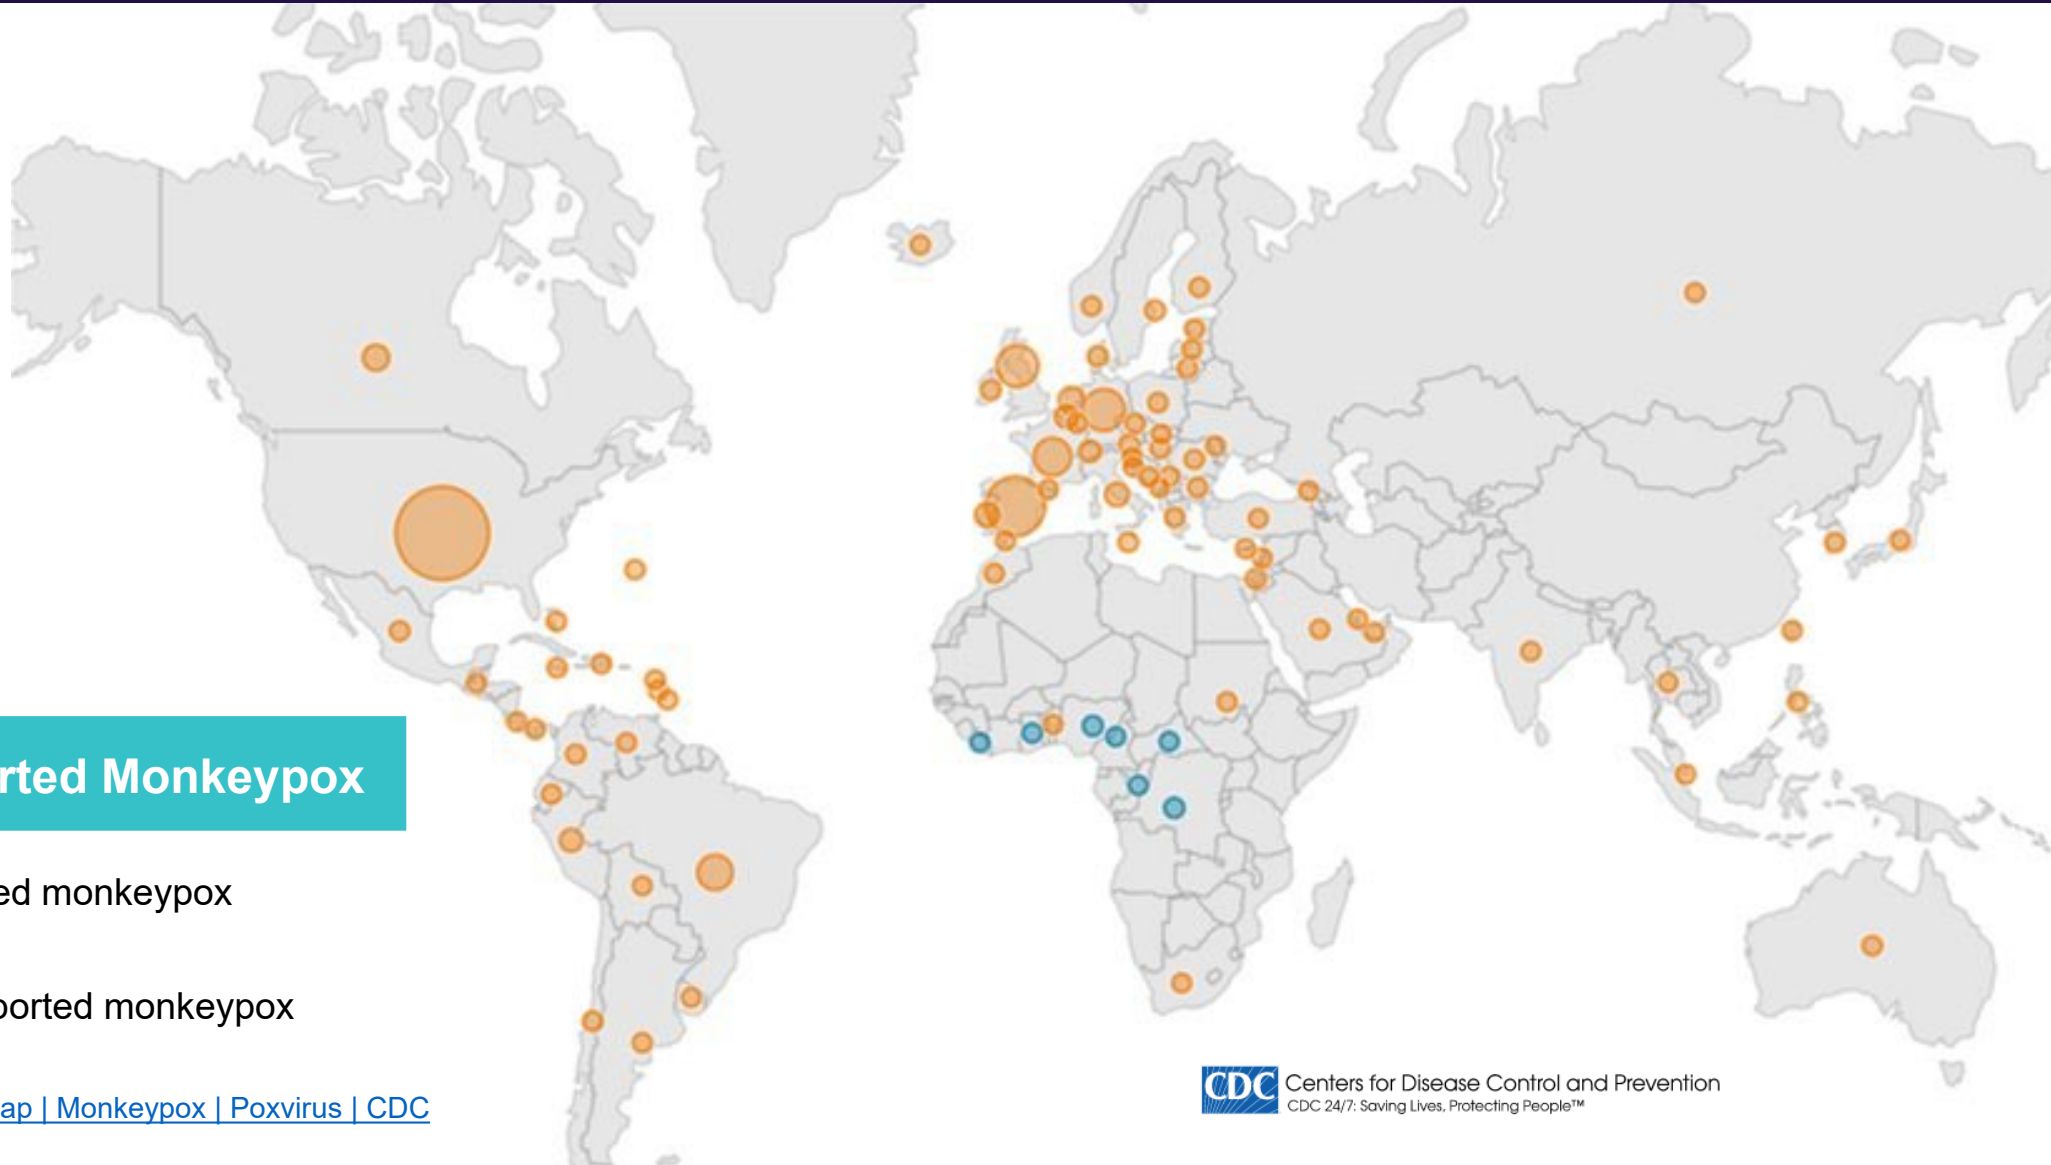 rted Monkeypox
ed monkeypox
ported monkeypox
ap | Monkeypox | Poxvirus | CDC
CDC Centers for Disease Control and Prevention
CDC 24/7: Saving Lives, Protecting People™